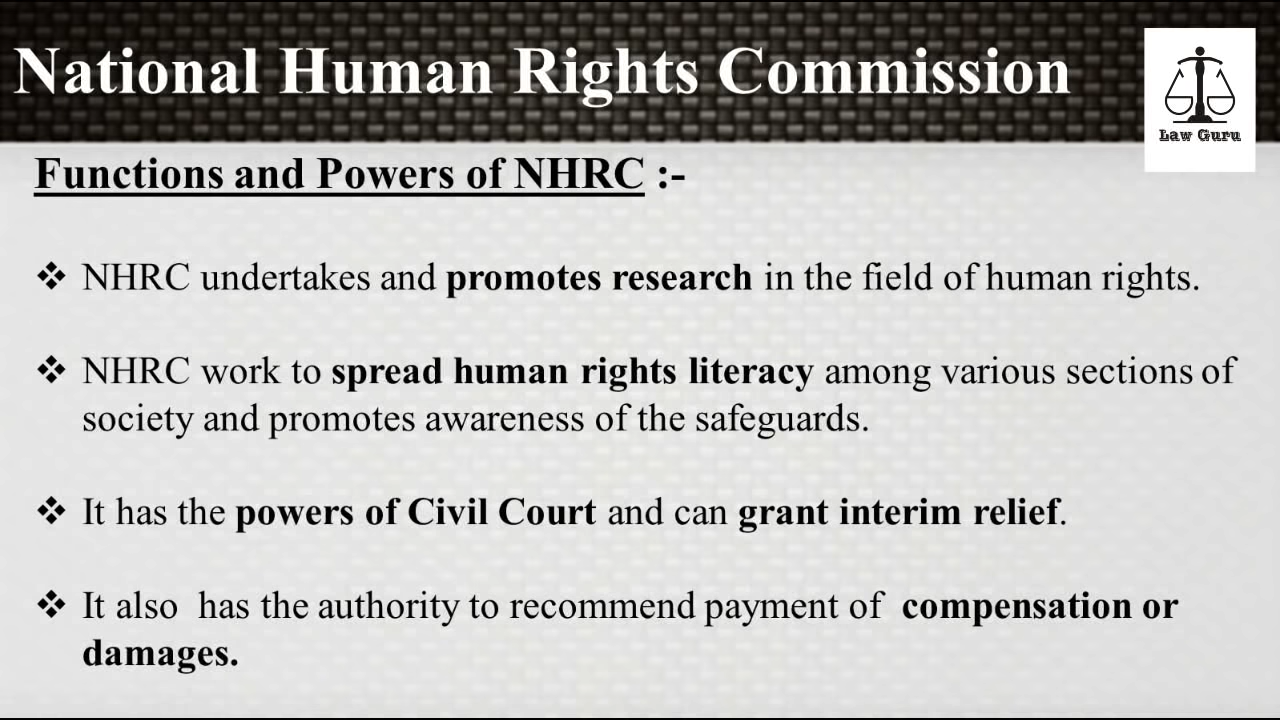 National Human Rights Commission
Law Guru
Functions and Powers of NHRC :-
❖ NHRC undertakes and promotes research in the field of human rights.
❖ NHRC work to spread human rights literacy among various sections of
society and promotes awareness of the safeguards.
❖ It has the powers of Civil Court and can grant interim relief.
❖ It also has the authority to recommend payment of compensation or
damages.